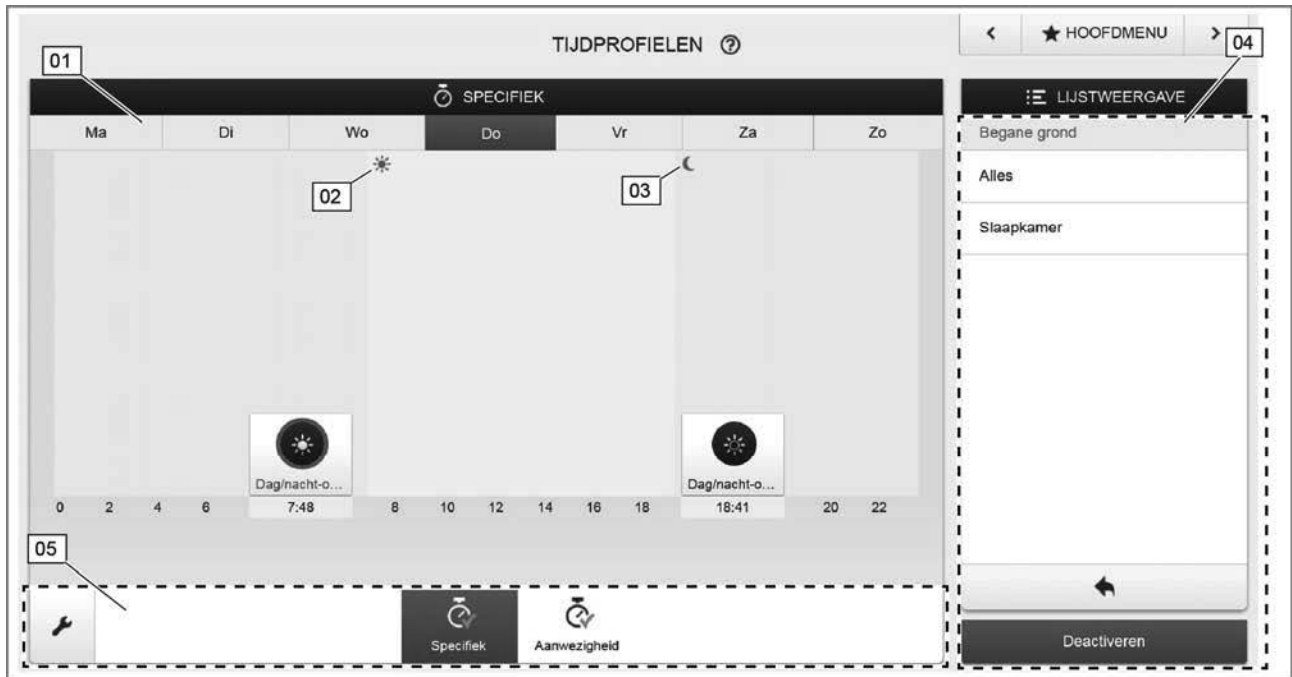 TIJDPROFIELEN ?
< ★ HOOFDMENU >
04
01
SPECIFIEK
LIJSTWEERGAVE
Ma Di Wo Do Vr Za Zo
Begane grond
02
03
Alles
Slaapkamer
Dag/nacht-o...
Dag/nacht-o...
0 2 4 6 7:48 8 10 12 14 16 18 18:41 20 22
05
Specifiek
Aanwezigheid
Deactiveren